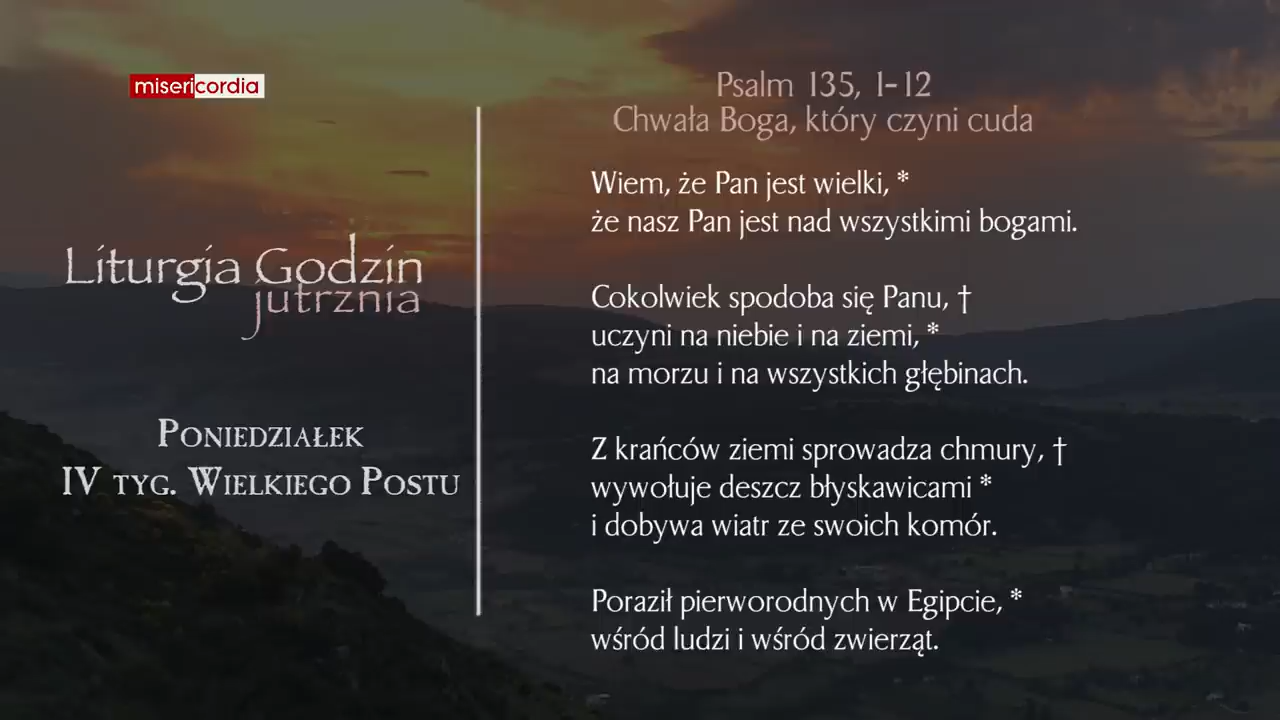 misericordia
Liturgia Godzin
jutrznia
Poniedziałek
IV tyg. Wielkiego Postu
Psalm 135, 1-12
Chwała Boga, który czyni cuda
Wiem, że Pan jest wielki, *
że nasz Pan jest nad wszystkimi bogami.
Cokolwiek spodoba się Panu, †
uczyni na niebie i na ziemi, *
na morzu i na wszystkich głębinach.
Z krańców ziemi sprowadza chmury, †
wywołuje deszcz błyskawicami *
i dobywa wiatr ze swoich komór.
Poraził pierworodnych w Egipcie, *
wśród ludzi i wśród zwierząt.